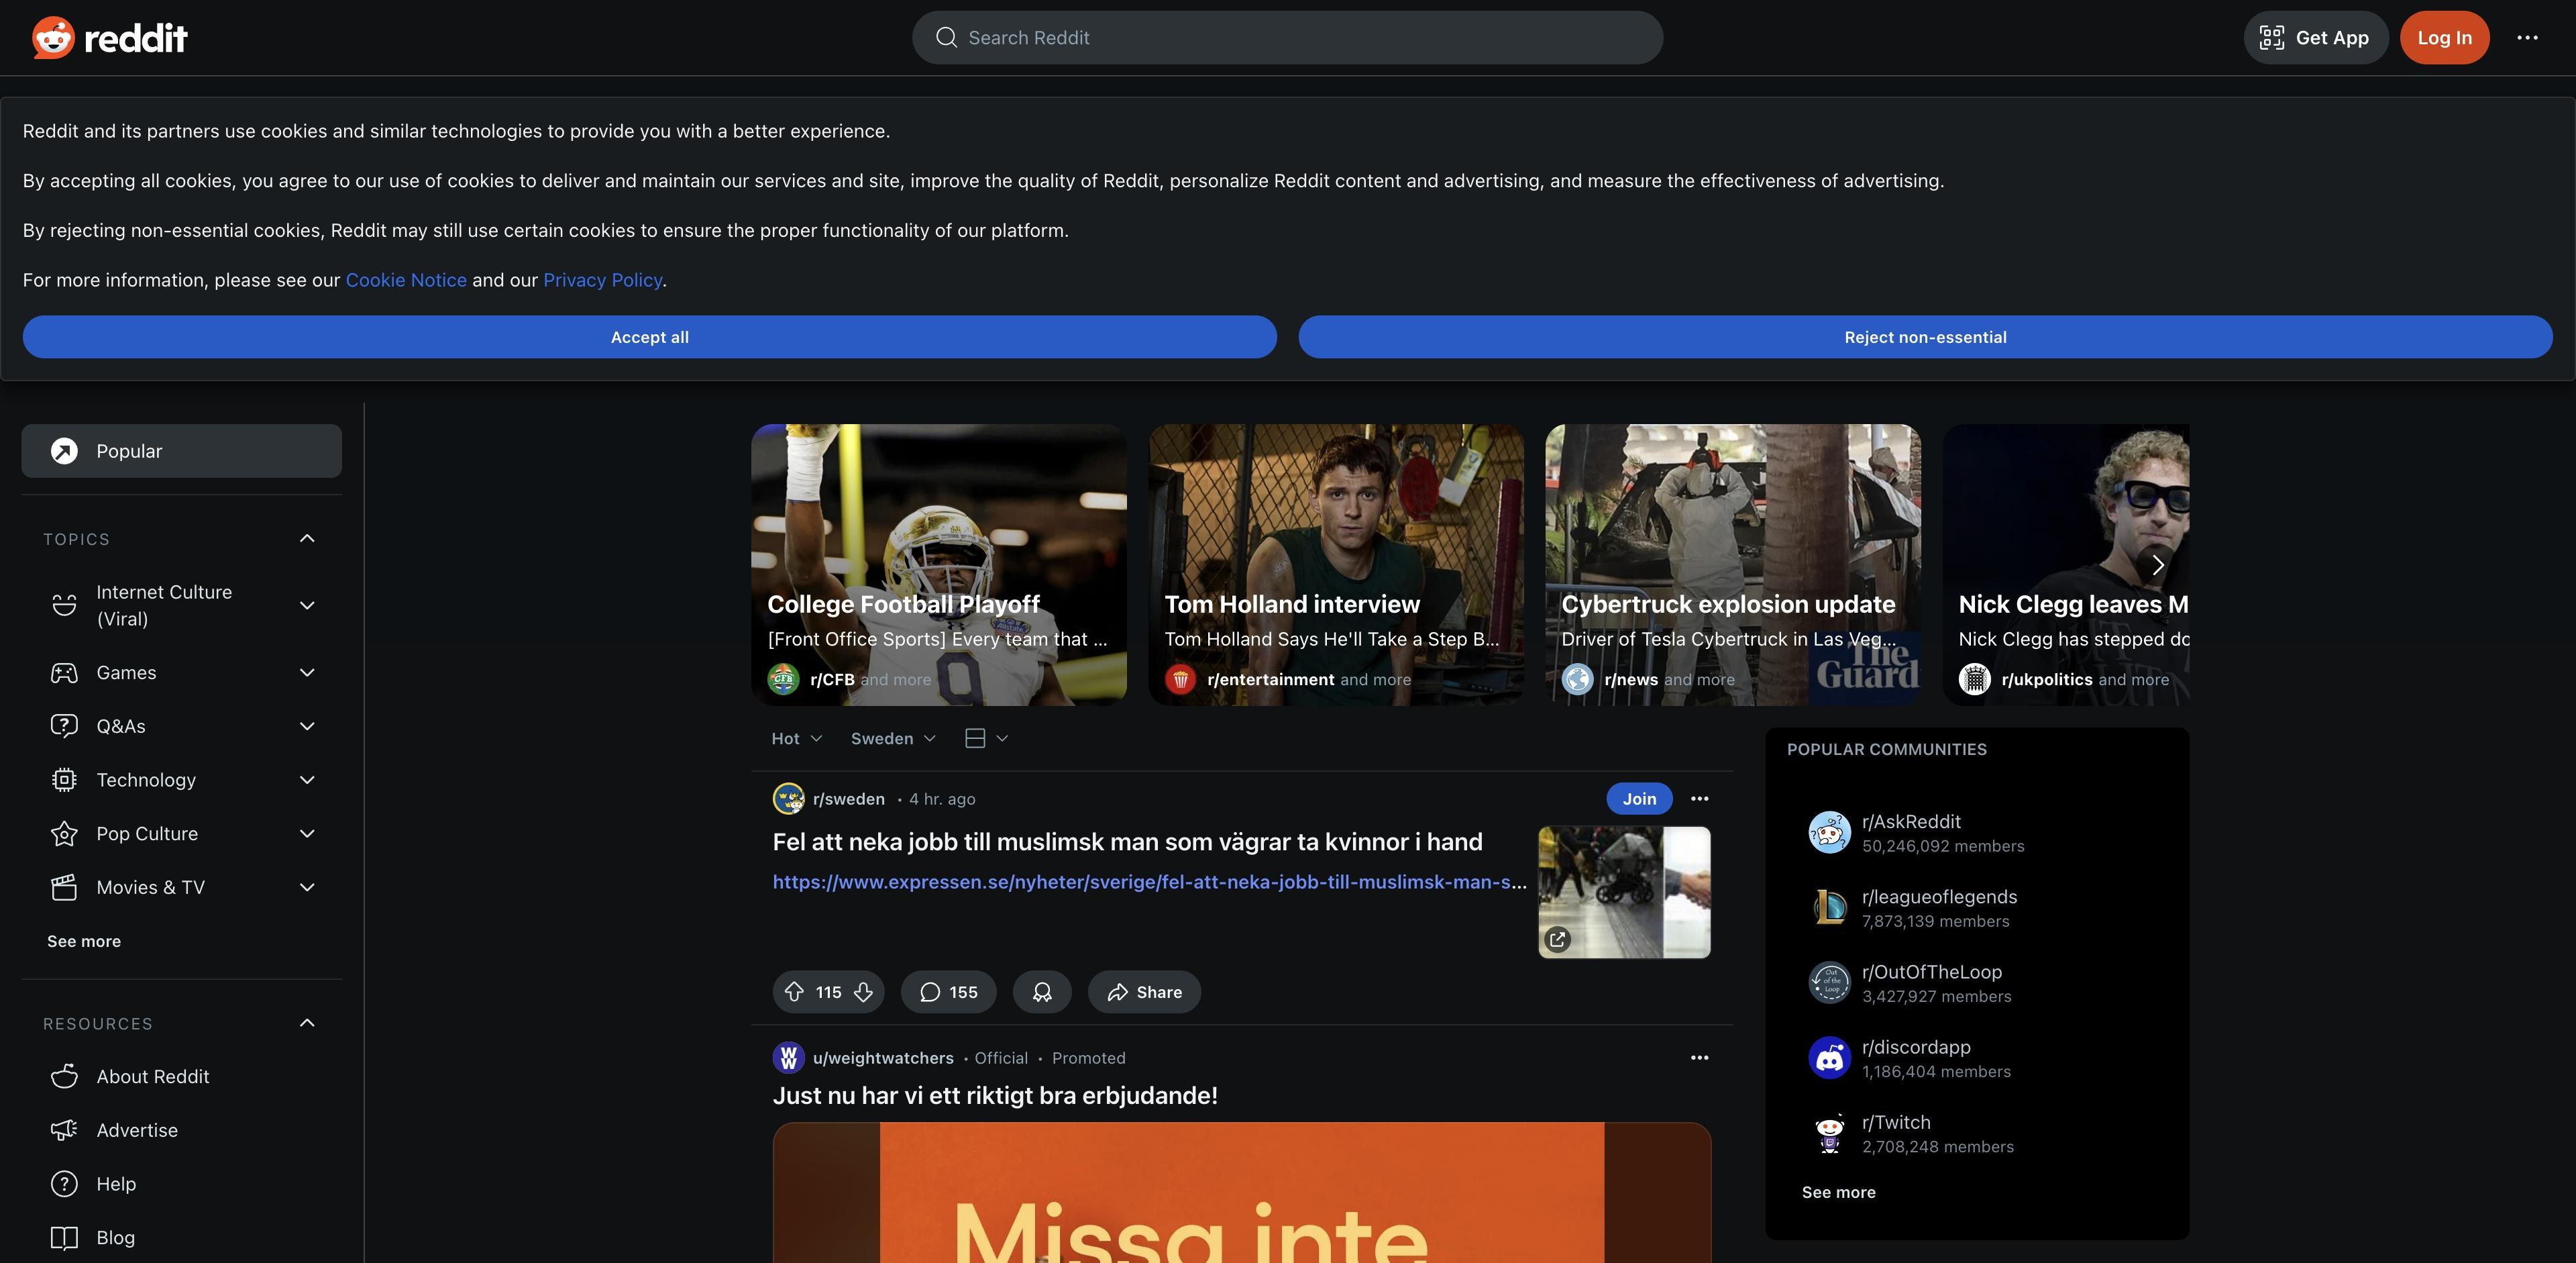 reddit
Search Reddit
Get App
Log In
Reddit and its partners use cookies and similar technologies to provide you with a better experience.
By accepting all cookies, you agree to our use of cookies to deliver and maintain our services and site, improve the quality of Reddit, personalize Reddit content and advertising, and measure the effectiveness of advertising.
By rejecting non-essential cookies, Reddit may still use certain cookies to ensure the proper functionality of our platform.
For more information, please see our Cookie Notice and our Privacy Policy.
Accept all
Reject non-essential
Popular
TOPICS
Internet Culture
(Viral)
Games
Q&As
Technology
Pop Culture
Movies & TV
See more
RESOURCES
About Reddit
Advertise
Help
Blog
College Football Playoff
[Front Office Sports] Every team that ...
r/CFB and more
Tom Holland interview
Tom Holland Says He'll Take a Step B...
r/entertainment and more
Cybertruck explosion update
Driver of Tesla Cybertruck in Las Veg...
r/news and more
The
Guard
Nick Clegg leaves M
Nick Clegg has stepped do
r/ukpolitics and more
Hot
Sweden
r/sweden • 4 hr. ago
Join
Fel att neka jobb till muslimsk man som vägrar ta kvinnor i hand
https://www.expressen.se/nyheter/sverige/fel-att-neka-jobb-till-muslimsk-man-s...
115
155
Share
u/weightwatchers • Official • Promoted
Just nu har vi ett riktigt bra erbjudande!
Missa inte
POPULAR COMMUNITIES
r/AskReddit
50,246,092 members
r/leagueoflegends
7,873,139 members
Out
of the
Loop
r/OutOfTheLoop
3,427,927 members
r/discordapp
1,186,404 members
r/Twitch
2,708,248 members
See more